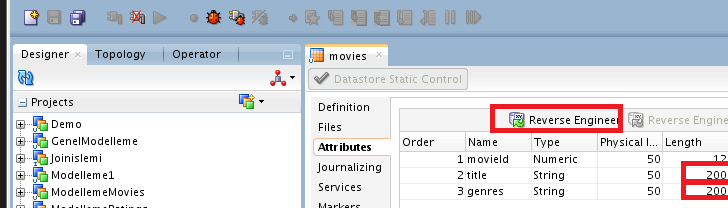 Designer Topology Operator
movies
Datastore Static Control
Projects
Demo
GenelModelleme
Joinislemi
Modelleme1
ModellemeMovies
Definition
Files
Attributes
Journalizing
Services
Markers
Reverse Engineer Reverse Engine
Order Name Type Physical I... Length
1 movieId Numeric 50 12
2 title String 50 200
3 genres String 50 200